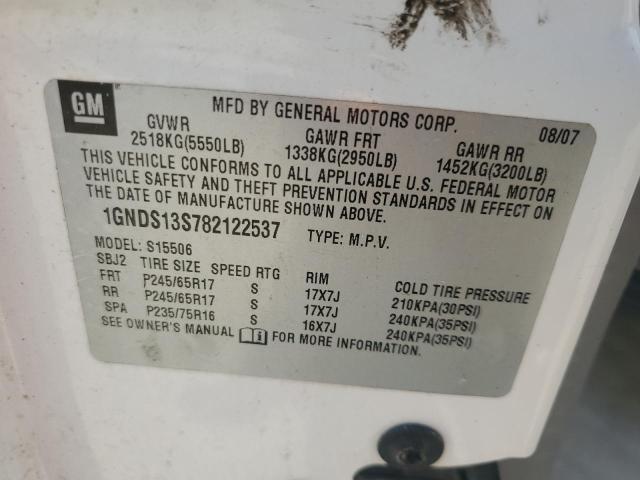 GM
MFD BY GENERAL MOTORS CORP. 08/07
GVWR GAWR FRT GAWR RR
2518KG(5550LB) 1338KG(2950LB) 1452KG(3200LB)
THIS VEHICLE CONFORMS TO ALL APPLICABLE U.S. FEDERAL MOTOR
VEHICLE SAFETY AND THEFT PREVENTION STANDARDS IN EFFECT ON
THE DATE OF MANUFACTURE SHOWN ABOVE.
1GNDS13S782122537 TYPE: M.P.V.
MODEL: S15506
SBJ2 TIRE SIZE SPEED RTG RIM COLD TIRE PRESSURE
FRT P245/65R17 S 17X7J 210KPA(30PSI)
RR P245/65R17 S 17X7J 240KPA(35PSI)
SPA P235/75R16 S 16X7J 240KPA(35PSI)
SEE OWNER'S MANUAL i FOR MORE INFORMATION.